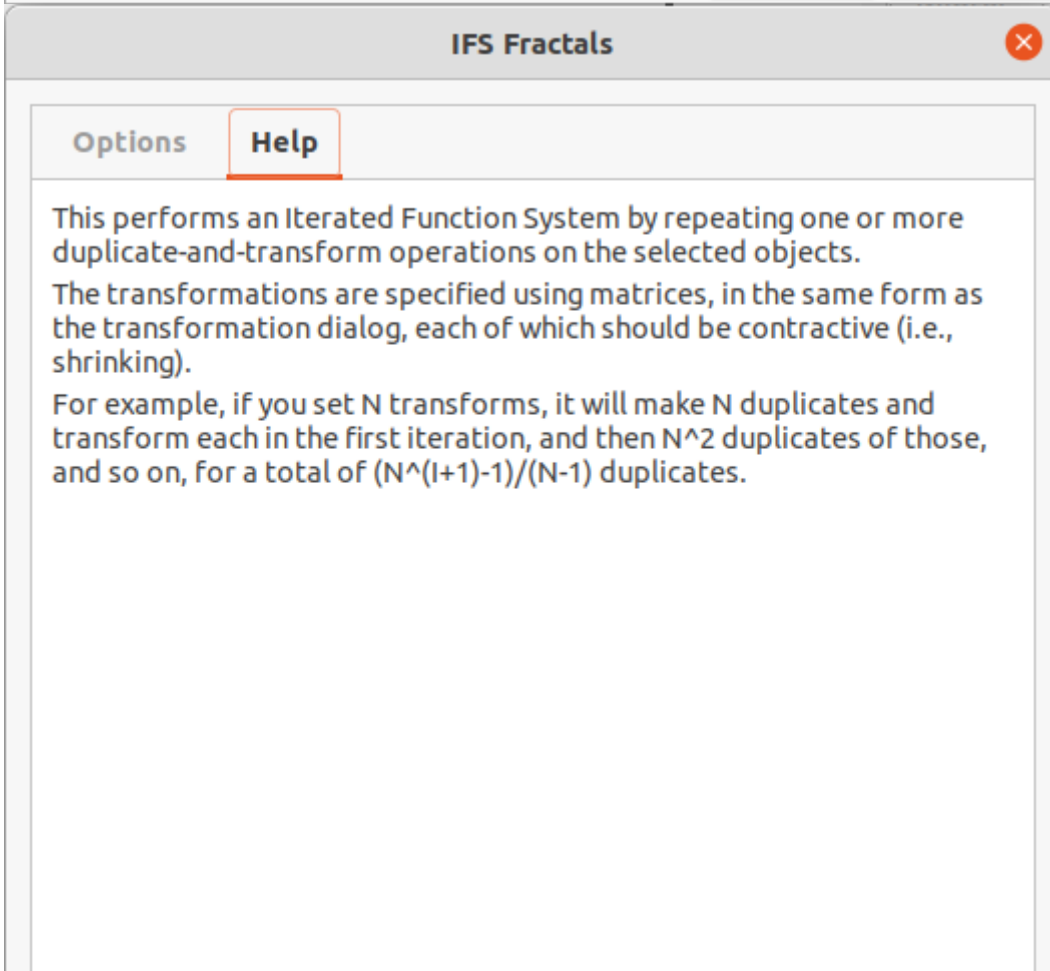 IFS Fractals
Options Help
This performs an Iterated Function System by repeating one or more
duplicate-and-transform operations on the selected objects.
The transformations are specified using matrices, in the same form as
the transformation dialog, each of which should be contractive (i.e.,
shrinking).
For example, if you set N transforms, it will make N duplicates and
transform each in the first iteration, and then N^2 duplicates of those,
and so on, for a total of (N^(I+1)-1)/(N-1) duplicates.